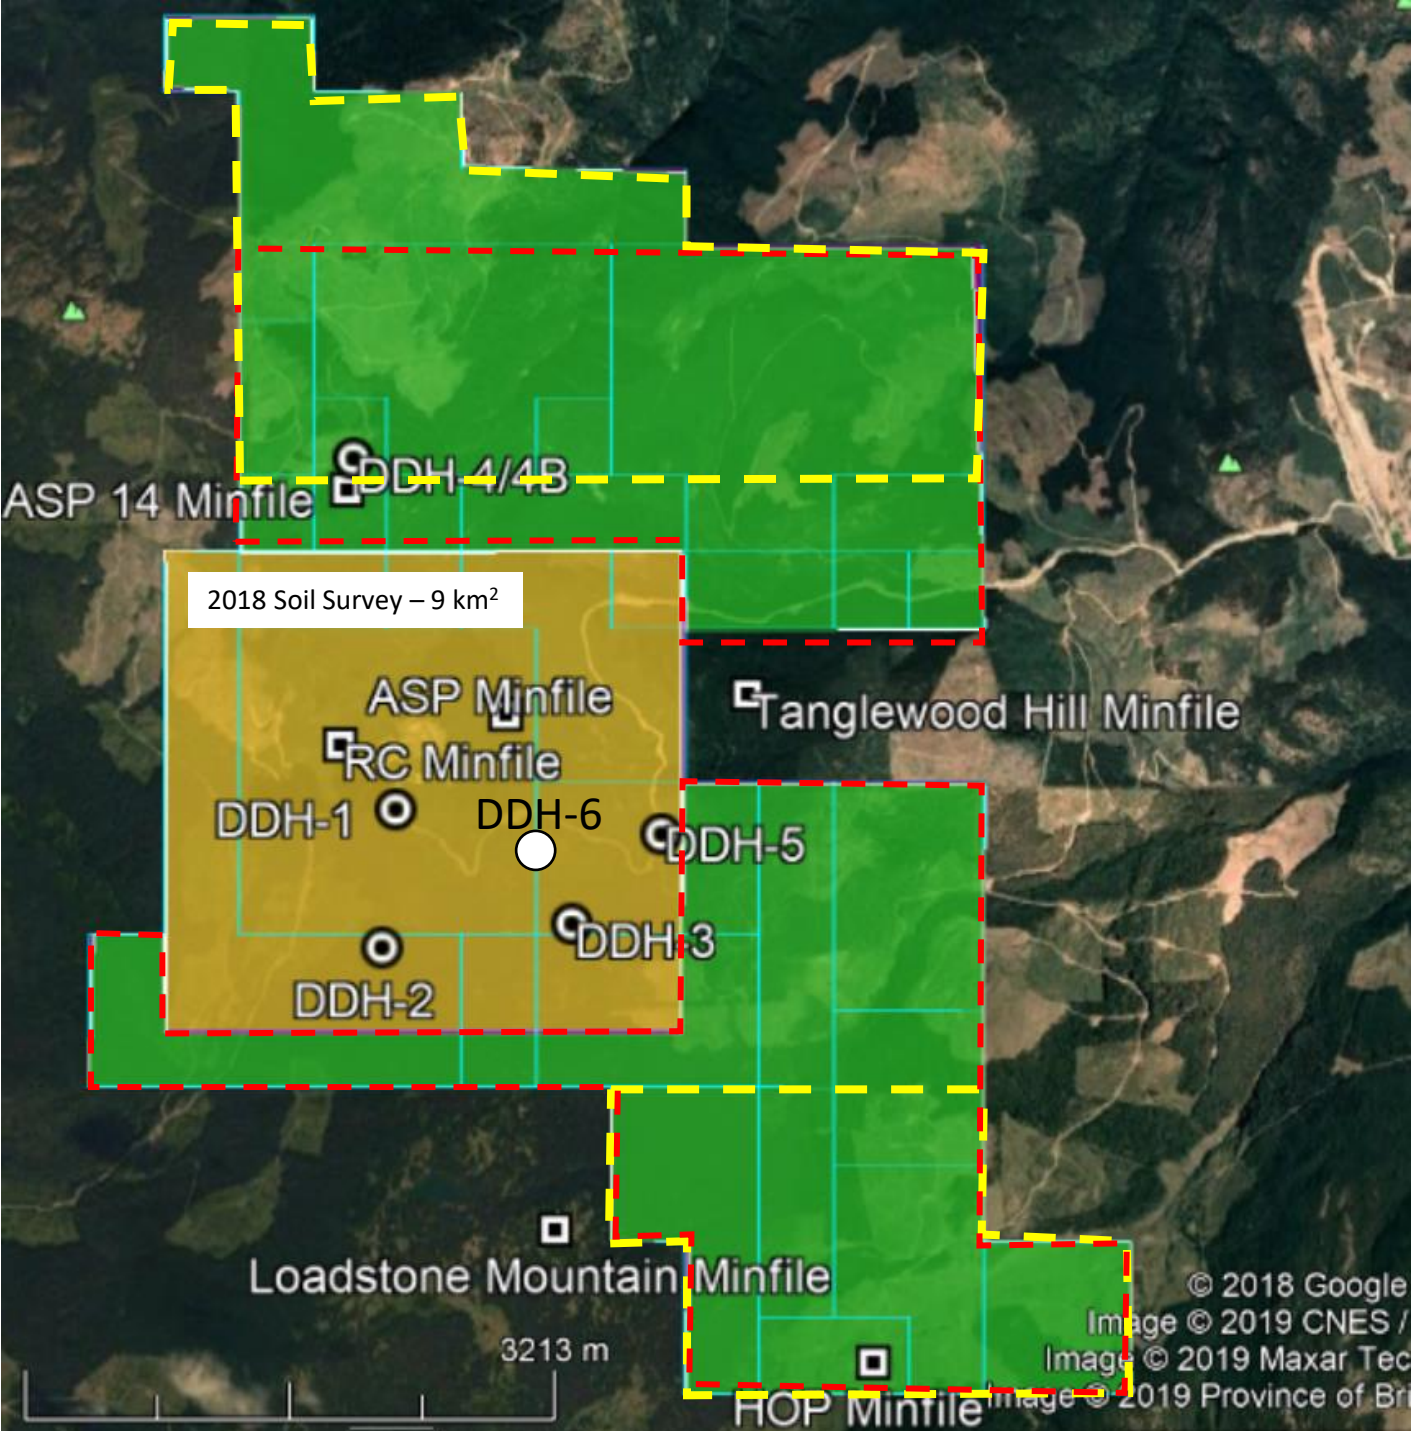 DDH-4/4B
ASP 14 Minfile
2018 Soil Survey – 9 km²
ASP Minfile
Tanglewood Hill Minfile
RC Minfile
DDH-6
DDH-1
DDH-5
DDH-3
DDH-2
Loadstone Mountain Minfile
© 2018 Google
Image © 2019 CNES /
3213 m
Image © 2019 Maxar Tec
Image © 2019 Province of Bri
HOP Minfile